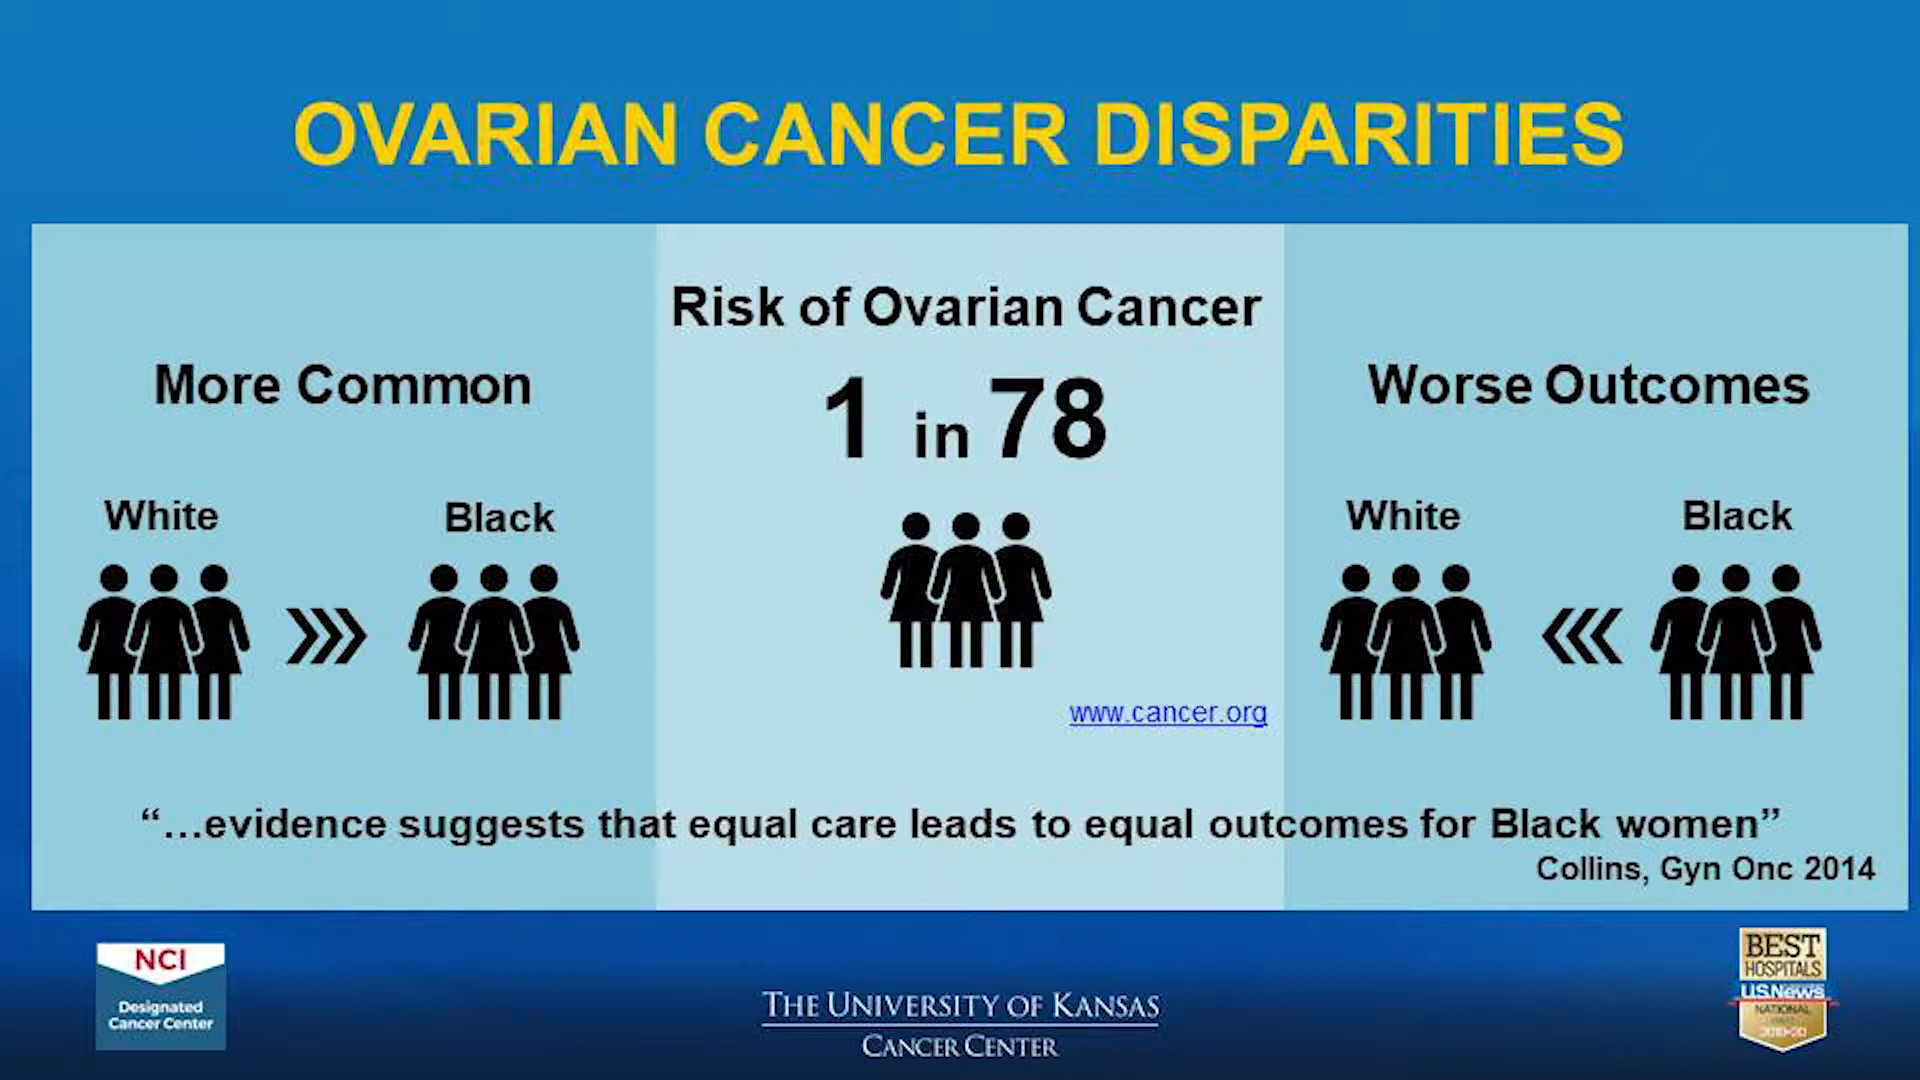 OVARIAN CANCER DISPARITIES
More Common
White
Black
Risk of Ovarian Cancer
1 in 78
www.cancer.org
Worse Outcomes
White
Black
“...evidence suggests that equal care leads to equal outcomes for Black women”
Collins, Gyn Onc 2014
NCI
Designated
Cancer Center
THE UNIVERSITY OF KANSAS
CANCER CENTER
BEST
HOSPITALS
U.S.News
NATIONAL